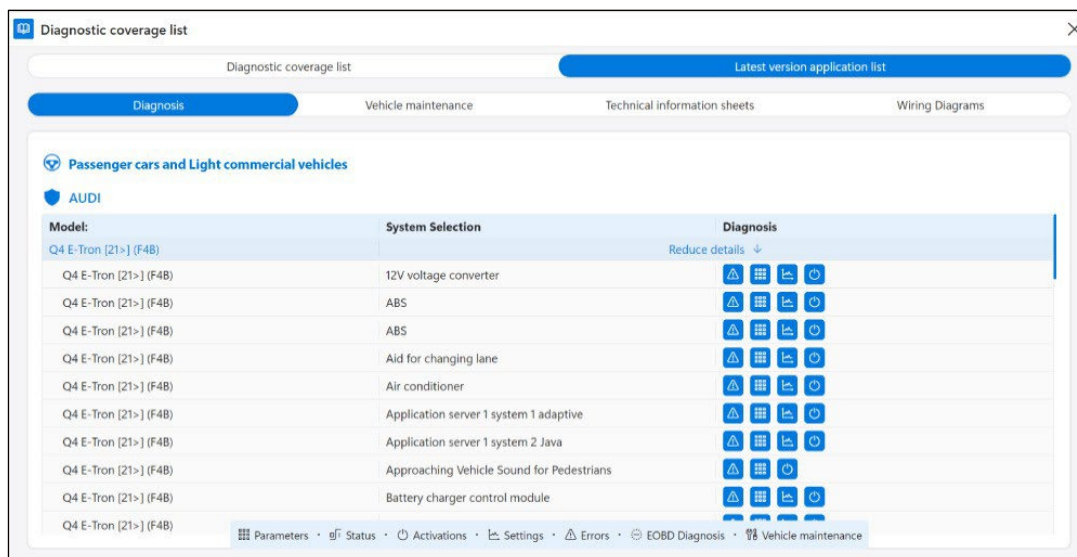 Diagnostic coverage list
Diagnostic coverage list Latest version application list
Diagnosis Vehicle maintenance Technical information sheets Wiring Diagrams
Passenger cars and Light commercial vehicles
AUDI
Model: System Selection Diagnosis
Q4 E-Tron [21>] (F4B) Reduce details ↓
Q4 E-Tron [21>] (F4B) 12V voltage converter
Q4 E-Tron [21>] (F4B) ABS
Q4 E-Tron [21>] (F4B) ABS
Q4 E-Tron [21>] (F4B) Aid for changing lane
Q4 E-Tron [21>] (F4B) Air conditioner
Q4 E-Tron [21>] (F4B) Application server 1 system 1 adaptive
Q4 E-Tron [21>] (F4B) Application server 1 system 2 Java
Q4 E-Tron [21>] (F4B) Approaching Vehicle Sound for Pedestrians
Q4 E-Tron [21>] (F4B) Battery charger control module
Q4 E-Tron [21>] (F4B)
Parameters • Status • Activations • Settings • Errors • EOBD Diagnosis • Vehicle maintenance